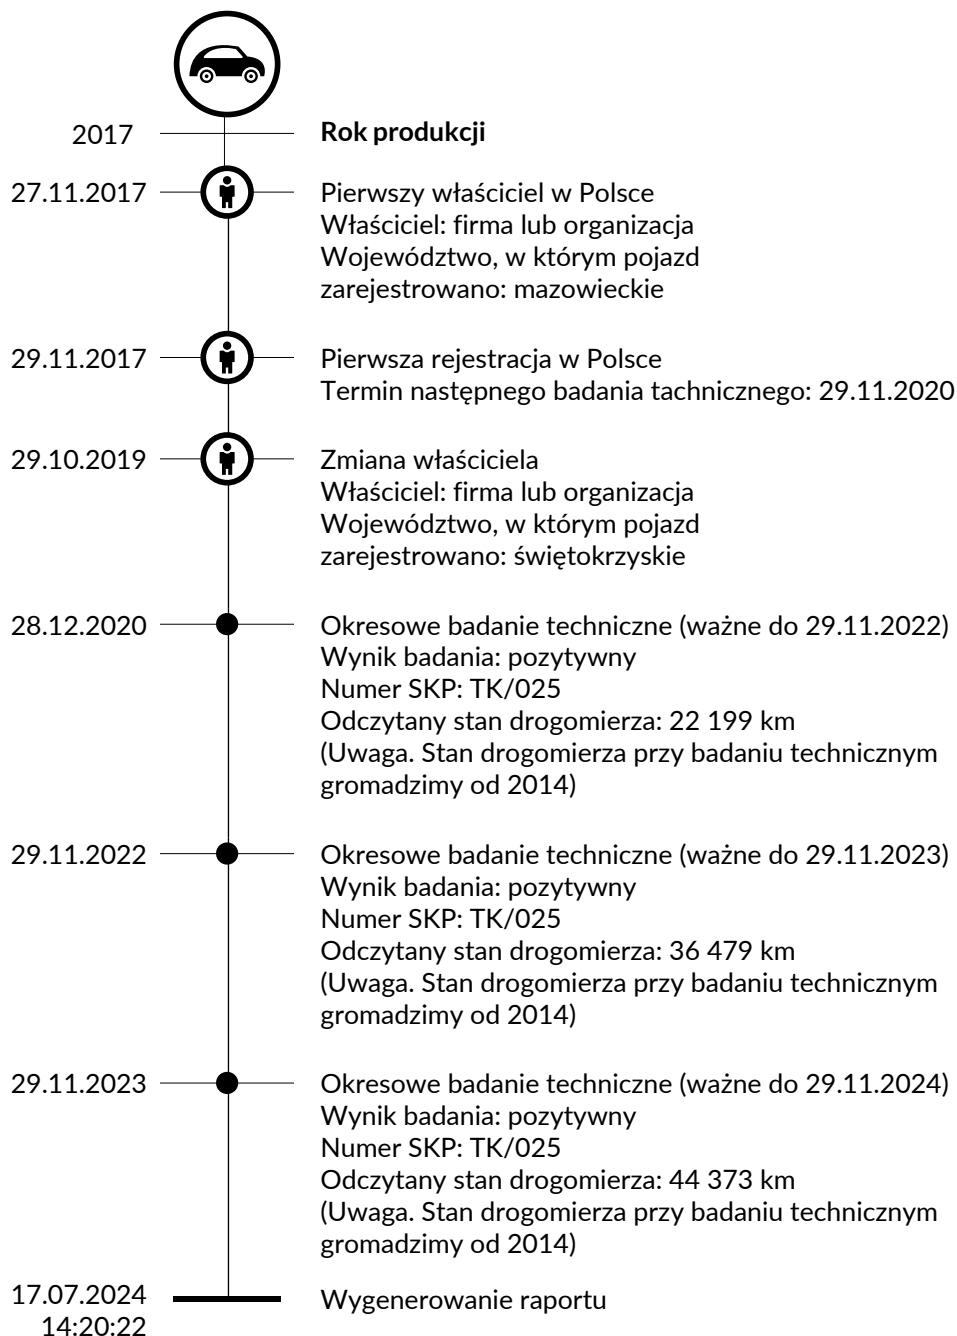 2017
Rok produkcji
27.11.2017
Pierwszy właściciel w Polsce
Właściciel: firma lub organizacja
Województwo, w którym pojazd
zarejestrowano: mazowieckie
29.11.2017
Pierwsza rejestracja w Polsce
Termin następnego badania tachnicznego: 29.11.2020
29.10.2019
Zmiana właściciela
Właściciel: firma lub organizacja
Województwo, w którym pojazd
zarejestrowano: świętokrzyskie
28.12.2020
Okresowe badanie techniczne (ważne do 29.11.2022)
Wynik badania: pozytywny
Numer SKP: TK/025
Odczytany stan drogomierza: 22 199 km
(Uwaga. Stan drogomierza przy badaniu technicznym
gromadzimy od 2014)
29.11.2022
Okresowe badanie techniczne (ważne do 29.11.2023)
Wynik badania: pozytywny
Numer SKP: TK/025
Odczytany stan drogomierza: 36 479 km
(Uwaga. Stan drogomierza przy badaniu technicznym
gromadzimy od 2014)
29.11.2023
Okresowe badanie techniczne (ważne do 29.11.2024)
Wynik badania: pozytywny
Numer SKP: TK/025
Odczytany stan drogomierza: 44 373 km
(Uwaga. Stan drogomierza przy badaniu technicznym
gromadzimy od 2014)
17.07.2024
14:20:22
Wygenerowanie raportu